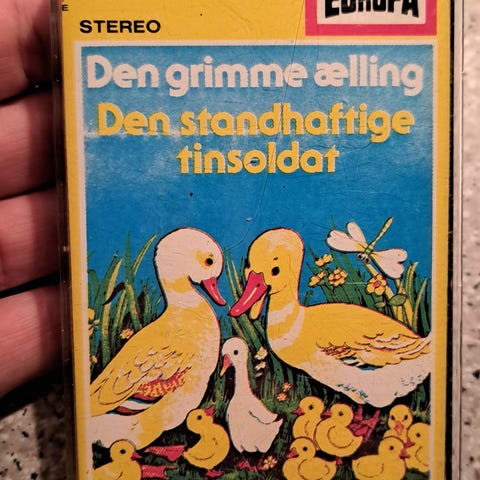 EUROPA
STEREO
Den grimme ælling
Den standhaftige
tinsoldat